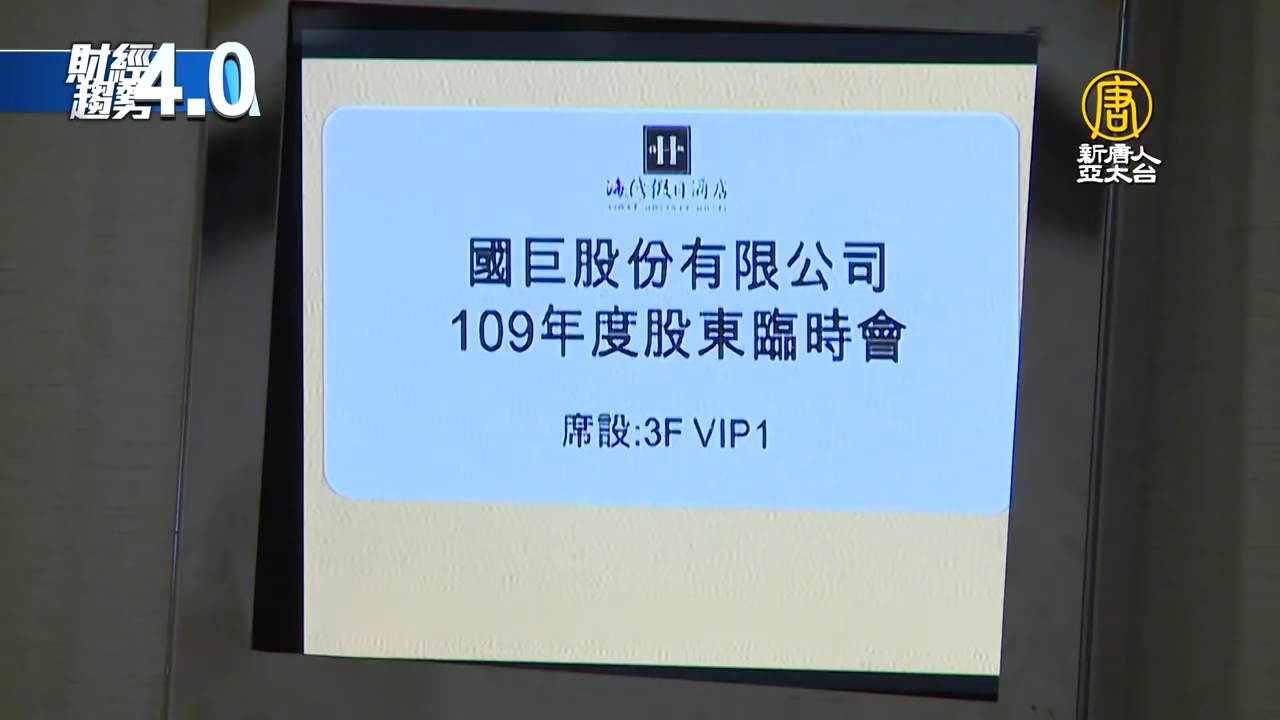 財經
趨勢4.0
唐
新唐人
亞太台
H
國巨股份有限公司
109年度股東臨時會
席設:3F VIP1